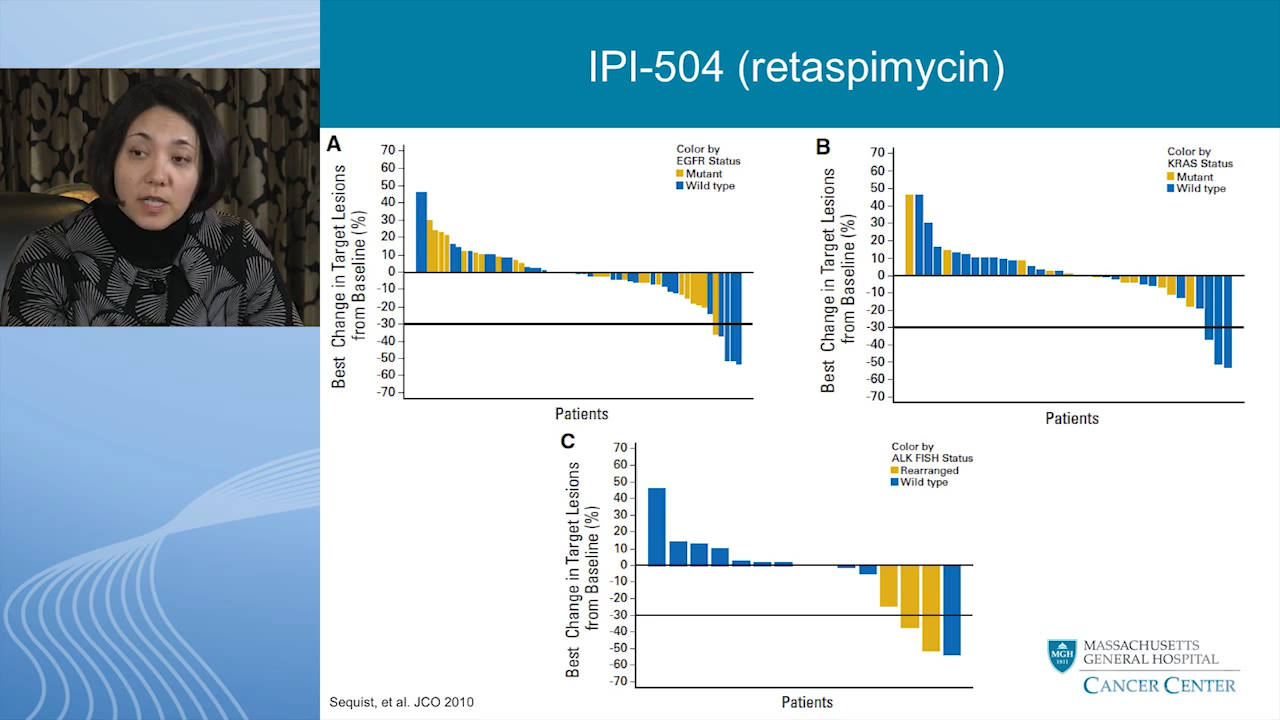 IPI-504 (retaspimycin)
A
Color by
EGFR Status
Mutant
Wild type
Best Change in Target Lesions
from Baseline (%)
70
60
50
40
30
20
10
0
-10
-20
-30
-40
-50
-60
-70
Patients
B
Color by
KRAS Status
Mutant
Wild type
Best Change in Target Lesions
from Baseline (%)
70
60
50
40
30
20
10
0
-10
-20
-30
-40
-50
-60
-70
Patients
C
Color by
ALK FISH Status
Rearranged
Wild type
Best Change in Target Lesions
from Baseline (%)
70
60
50
40
30
20
10
0
-10
-20
-30
-40
-50
-60
-70
Patients
Sequist, et al. JCO 2010
MGH
1811
MASSACHUSETTS
GENERAL HOSPITAL
CANCER CENTER